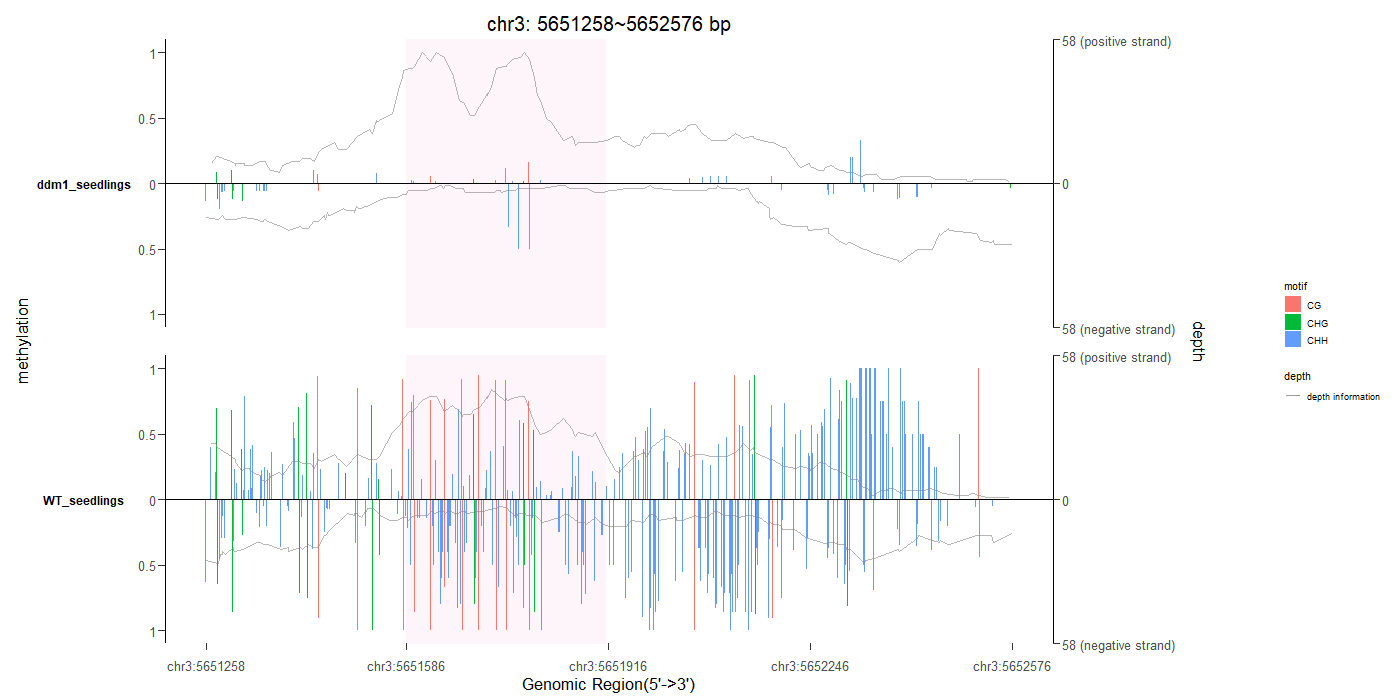 chr3: 5651258~5652576 bp
58 (positive strand)
1
0.5
0
0.5
1
ddm1_seedlings
0
58 (negative strand)
58 (positive strand)
1
0.5
0
0.5
1
WT_seedlings
0
58 (negative strand)
methylation
depth
motif
CG
CHG
CHH
depth
depth information
chr3:5651258
chr3:5651586
chr3:5651916
chr3:5652246
chr3:5652576
Genomic Region(5'->3')